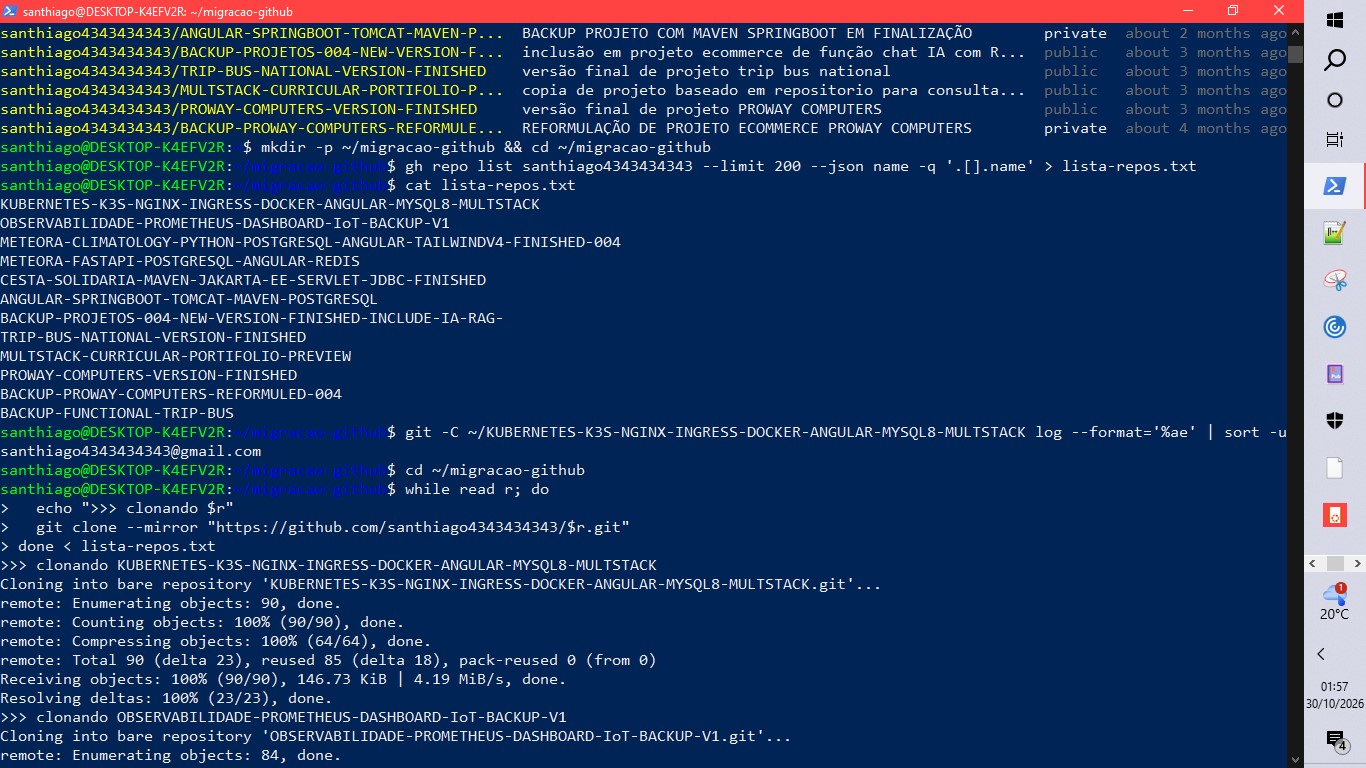 santhiago@DESKTOP-K4EFV2R: ~/migracao-github
santhiago4343434343/ANGULAR-SPRINGBOOT-TOMCAT-MAVEN-P... BACKUP PROJETO COM MAVEN SPRINGBOOT EM FINALIZAÇÃO private about 2 months ago
santhiago4343434343/BACKUP-PROJETOS-004-NEW-VERSION-F... inclusão em projeto ecommerce de função chat IA com R... public about 3 months ago
santhiago4343434343/TRIP-BUS-NATIONAL-VERSION-FINISHED versão final de projeto trip bus national public about 3 months ago
santhiago4343434343/MULTSTACK-CURRICULAR-PORTIFOLIO-P... copia de projeto baseado em repositorio para consulta... public about 3 months ago
santhiago4343434343/PROWAY-COMPUTERS-VERSION-FINISHED versão final de projeto PROWAY COMPUTERS public about 3 months ago
santhiago4343434343/BACKUP-PROWAY-COMPUTERS-REFORMULE... REFORMULAÇÃO DE PROJETO ECOMMERCE PROWAY COMPUTERS private about 4 months ago
santhiago@DESKTOP-K4EFV2R:~$ mkdir -p ~/migracao-github && cd ~/migracao-github
santhiago@DESKTOP-K4EFV2R:~/migracao-github$ gh repo list santhiago4343434343 --limit 200 --json name -q '.[].name' > lista-repos.txt
santhiago@DESKTOP-K4EFV2R:~/migracao-github$ cat lista-repos.txt
KUBERNETES-K3S-NGINX-INGRESS-DOCKER-ANGULAR-MYSQL8-MULTSTACK
OBSERVABILIDADE-PROMETHEUS-DASHBOARD-IoT-BACKUP-V1
METEORA-CLIMATOLOGY-PYTHON-POSTGRESQL-ANGULAR-TAILWINDV4-FINISHED-004
METEORA-FASTAPI-POSTGRESQL-ANGULAR-REDIS
CESTA-SOLIDARIA-MAVEN-JAKARTA-EE-SERVLET-JDBC-FINISHED
ANGULAR-SPRINGBOOT-TOMCAT-MAVEN-POSTGRESQL
BACKUP-PROJETOS-004-NEW-VERSION-FINISHED-INCLUDE-IA-RAG-
TRIP-BUS-NATIONAL-VERSION-FINISHED
MULTSTACK-CURRICULAR-PORTIFOLIO-PREVIEW
PROWAY-COMPUTERS-VERSION-FINISHED
BACKUP-PROWAY-COMPUTERS-REFORMULED-004
BACKUP-FUNCTIONAL-TRIP-BUS
santhiago@DESKTOP-K4EFV2R:~/migracao-github$ git -C ~/KUBERNETES-K3S-NGINX-INGRESS-DOCKER-ANGULAR-MYSQL8-MULTSTACK log --format='%ae' | sort -u
santhiago4343434343@gmail.com
santhiago@DESKTOP-K4EFV2R:~/migracao-github$ cd ~/migracao-github
santhiago@DESKTOP-K4EFV2R:~/migracao-github$ while read r; do
> echo ">>> clonando $r"
> git clone --mirror "https://github.com/santhiago4343434343/$r.git"
> done < lista-repos.txt
>>> clonando KUBERNETES-K3S-NGINX-INGRESS-DOCKER-ANGULAR-MYSQL8-MULTSTACK
Cloning into bare repository 'KUBERNETES-K3S-NGINX-INGRESS-DOCKER-ANGULAR-MYSQL8-MULTSTACK.git'...
remote: Enumerating objects: 90, done.
remote: Counting objects: 100% (90/90), done.
remote: Compressing objects: 100% (64/64), done.
remote: Total 90 (delta 23), reused 85 (delta 18), pack-reused 0 (from 0)
Receiving objects: 100% (90/90), 146.73 KiB | 4.19 MiB/s, done.
Resolving deltas: 100% (23/23), done.
>>> clonando OBSERVABILIDADE-PROMETHEUS-DASHBOARD-IoT-BACKUP-V1
Cloning into bare repository 'OBSERVABILIDADE-PROMETHEUS-DASHBOARD-IoT-BACKUP-V1.git'...
remote: Enumerating objects: 84, done.
1
20°C
01:57
30/10/2026
4